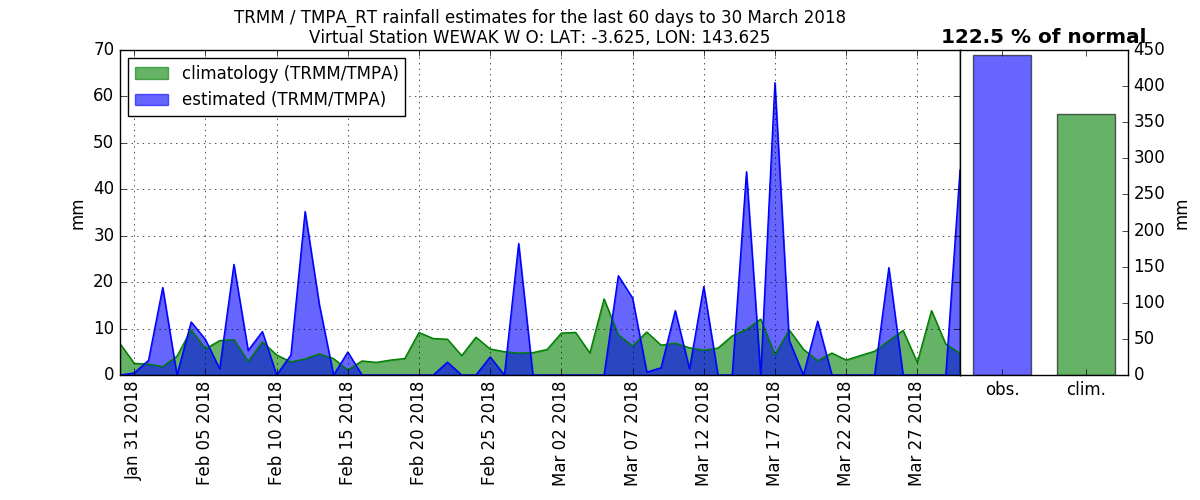 TRMM / TMPA_RT rainfall estimates for the last 60 days to 30 March 2018
Virtual Station WEWAK W O: LAT: -3.625, LON: 143.625
122.5 % of normal
climatology (TRMM/TMPA)
estimated (TRMM/TMPA)
mm
70
60
50
40
30
20
10
0
Jan 31 2018
Feb 05 2018
Feb 10 2018
Feb 15 2018
Feb 20 2018
Feb 25 2018
Mar 02 2018
Mar 07 2018
Mar 12 2018
Mar 17 2018
Mar 22 2018
Mar 27 2018
obs.
clim.
450
400
350
300
250
200
150
100
50
0
mm